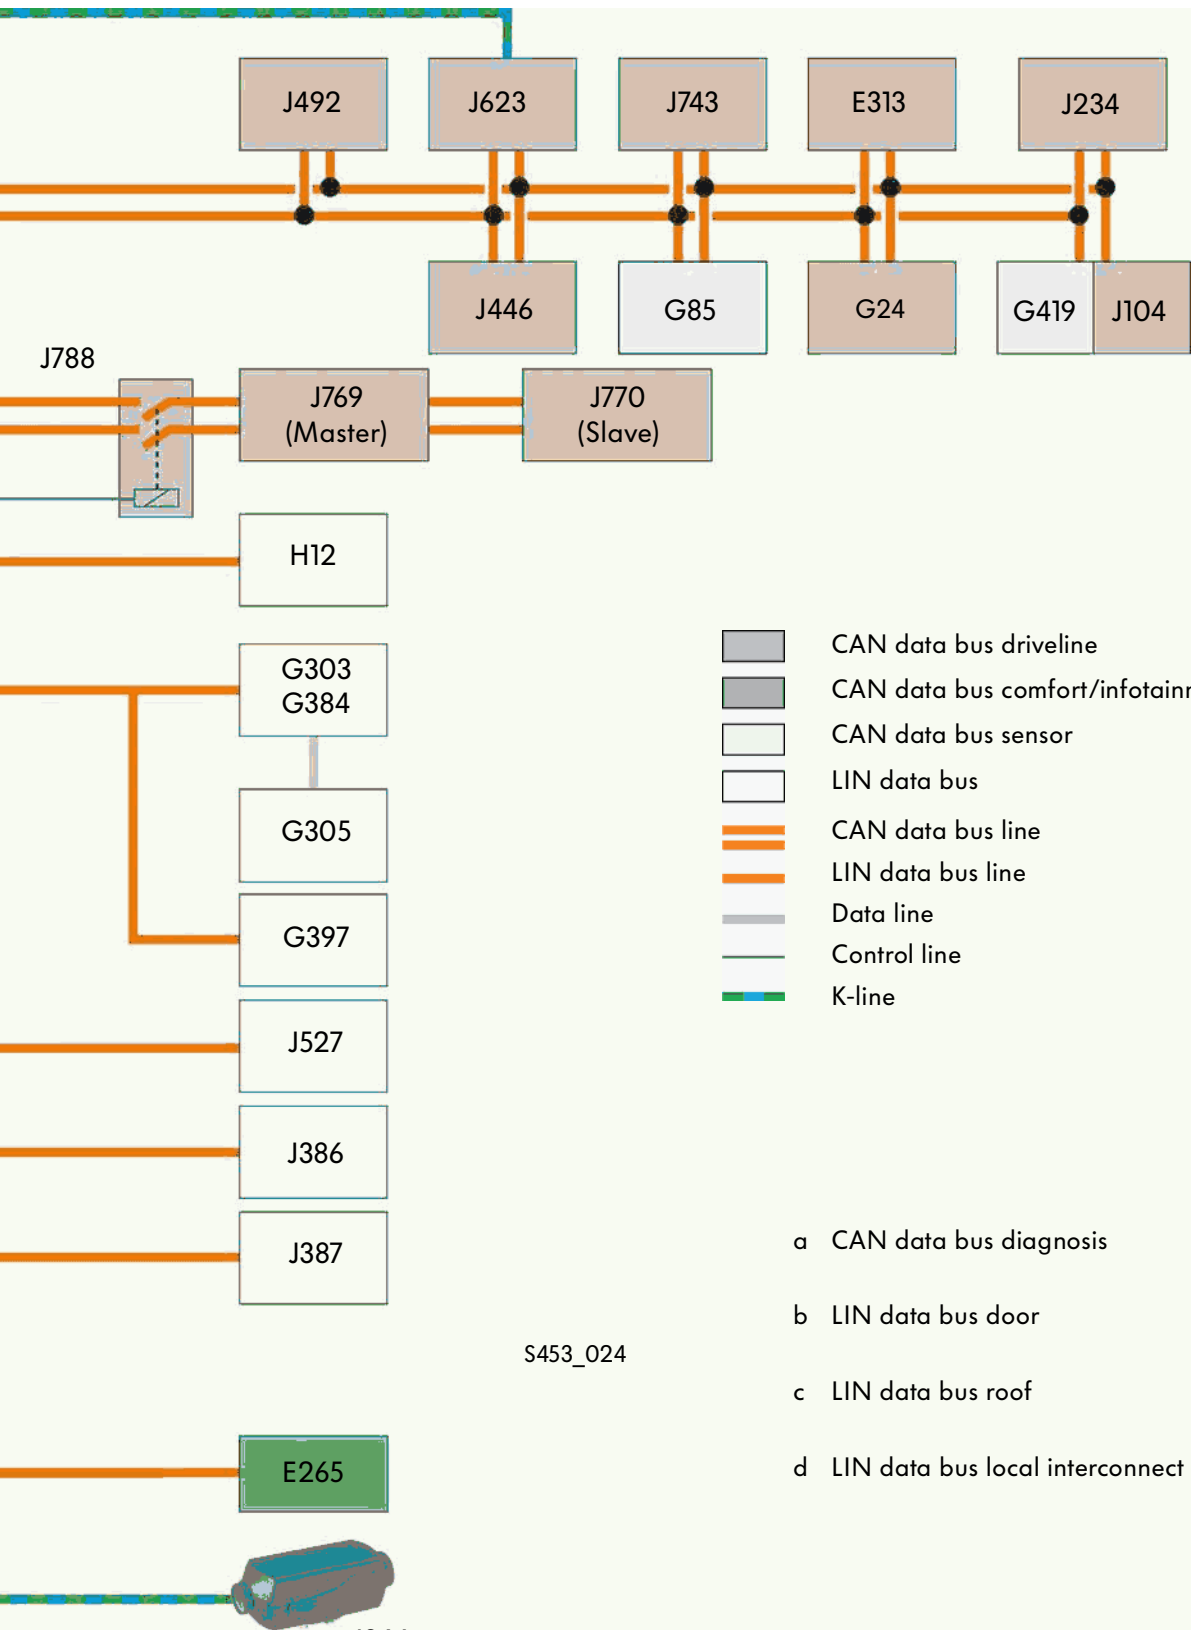 J492
J623
J743
E313
J234
J446
G85
G24
G419
J104
J788
J769
(Master)
J770
(Slave)
H12
G303
G384
G305
G397
J527
J386
J387
CAN data bus driveline
CAN data bus comfort/infotainm
CAN data bus sensor
LIN data bus
CAN data bus line
LIN data bus line
Data line
Control line
K-line
a CAN data bus diagnosis
b LIN data bus door
S453_024
c LIN data bus roof
d LIN data bus local interconnect
E265